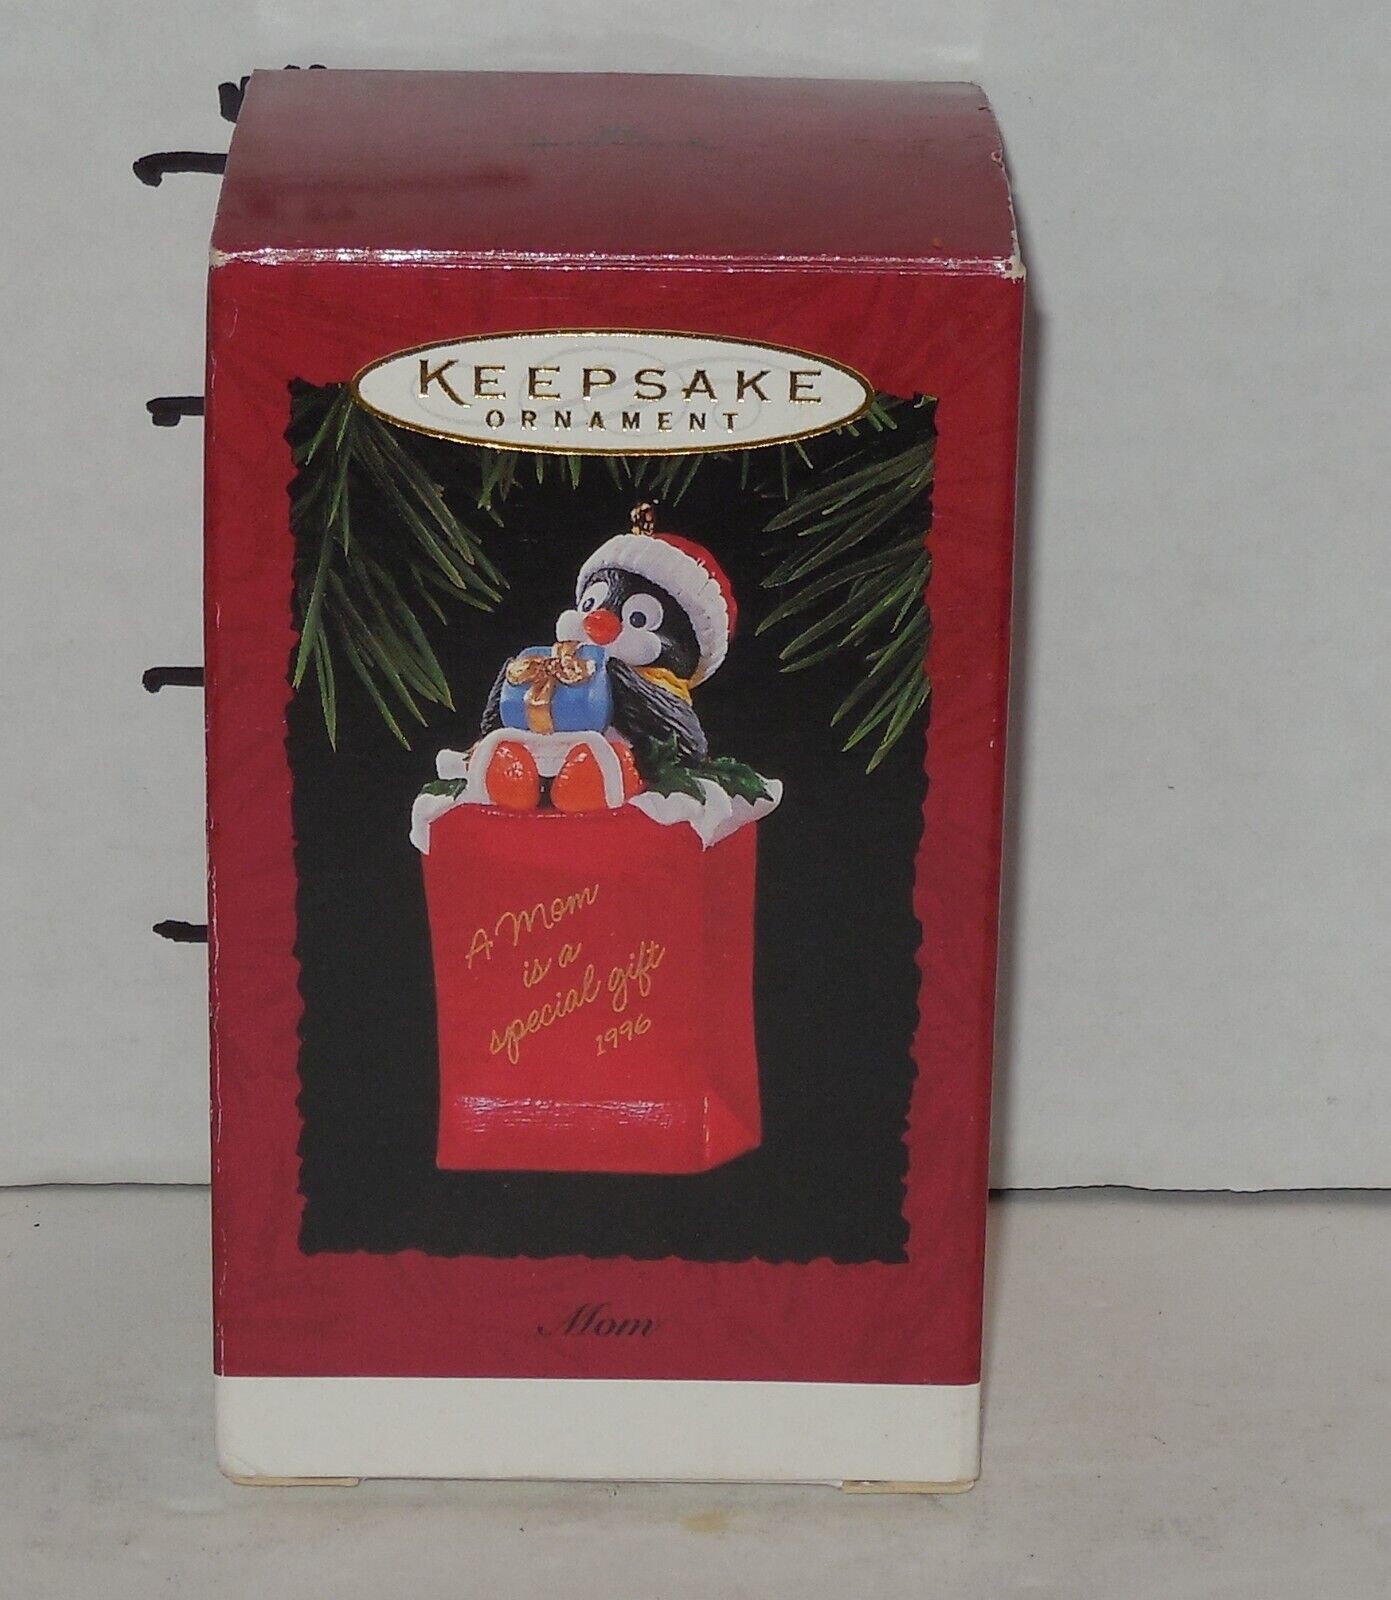 KEEPSAKE
ORNAMENT
A Mom
is a
special gift
1996
Mom